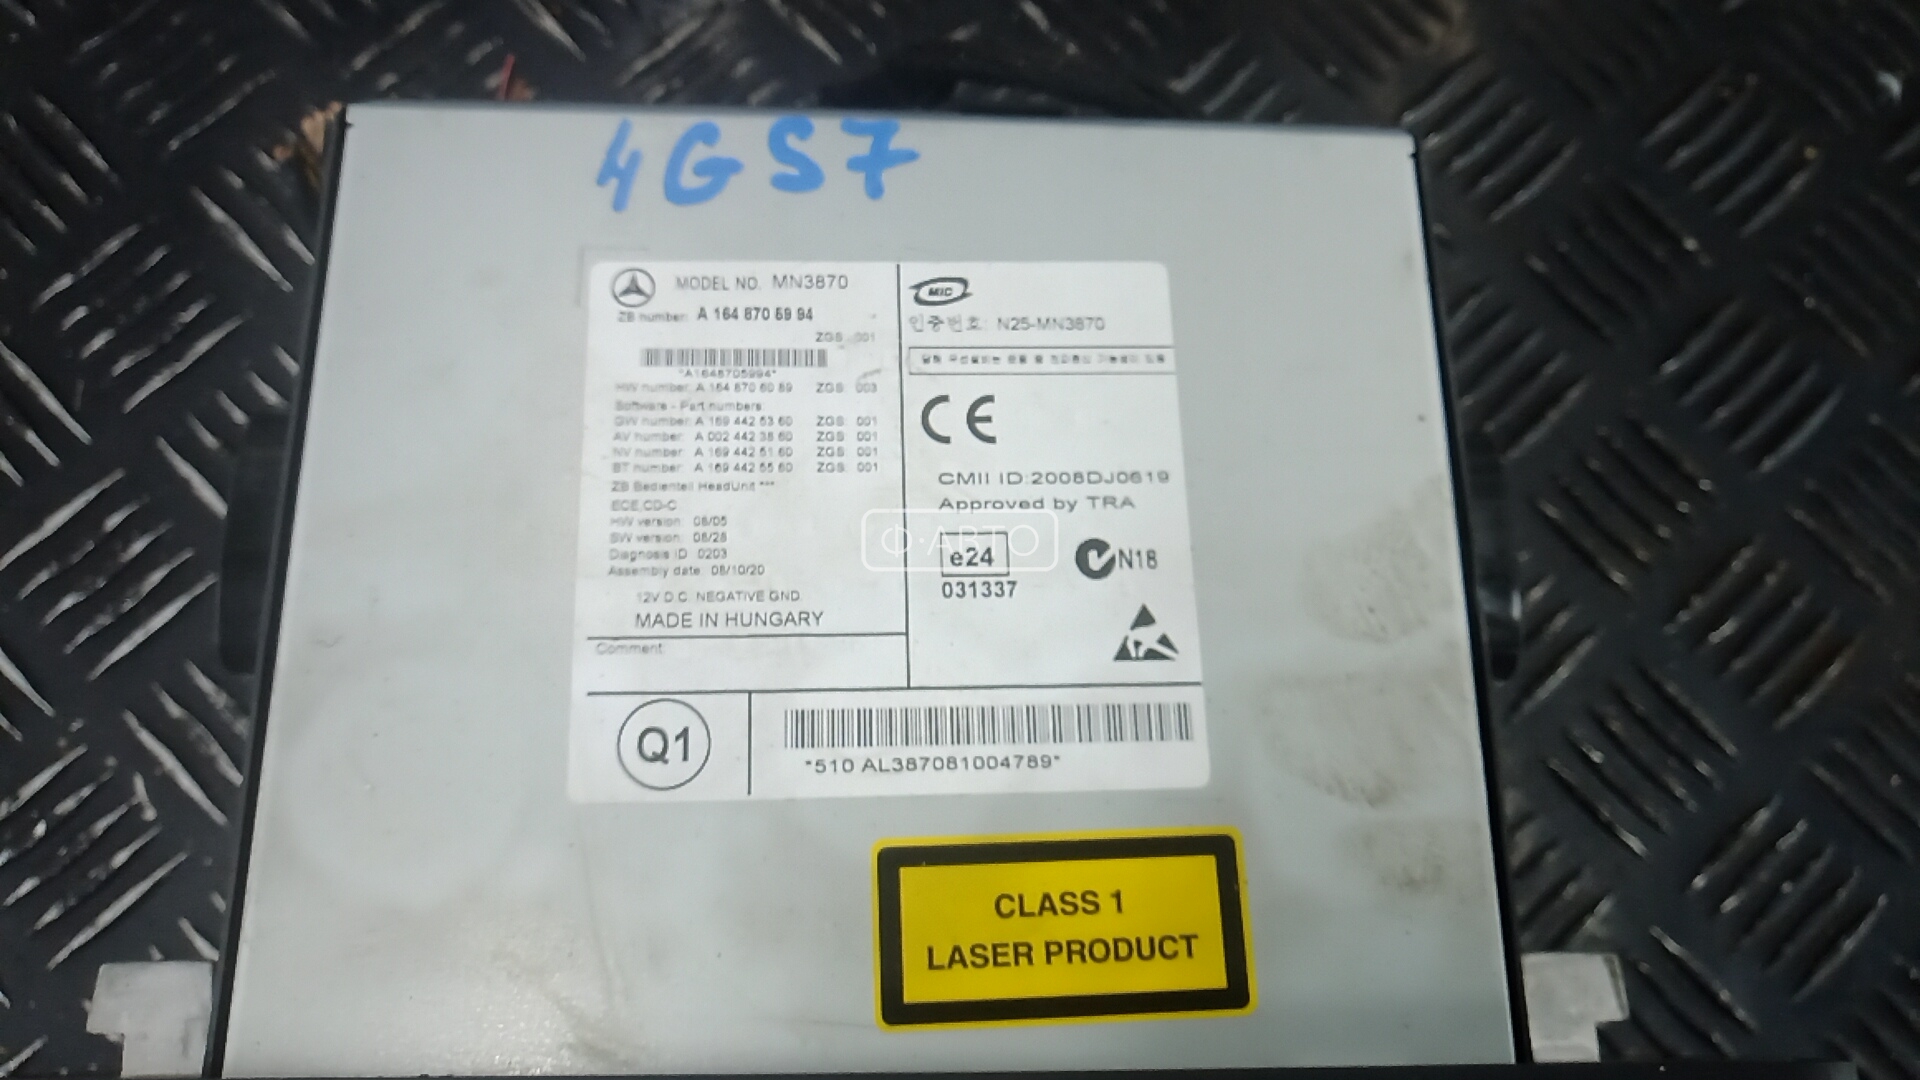 4GS7
MODEL NO. MN3870
ZB number: A 164 870 59 94
ZGS: 001
*A1648705994*
HW number: A 164 870 60 89 ZGS: 003
Software - Part numbers
GW number: A 169 442 53 60 ZGS: 001
AV number: A 002 442 38 60 ZGS: 001
NV number: A 169 442 51 60 ZGS: 001
BT number: A 169 442 55 60 ZGS: 001
ZB Bedienteil HeadUnit ***
ECE,CD-C
HW version: 08/05
SW version: 08/28
Diagnosis ID: 0203
Assembly date: 08/10/20
12V D.C. NEGATIVE GND.
MADE IN HUNGARY
Comment:
Q1
MIC
인증번호: N25-MN3870
CE
CMII ID:2008DJ0619
Approved by TRA
Ф·АВТО
e24
N18
031337
*510 AL387081004789*
CLASS 1
LASER PRODUCT